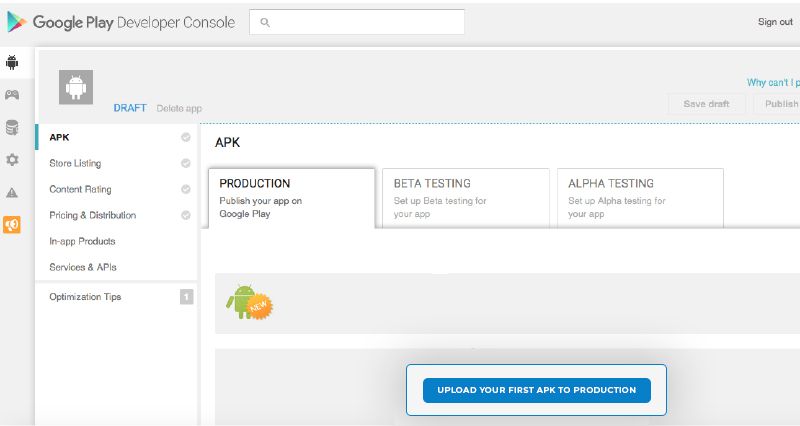 Google Play Developer Console
Sign out
Why can't I p
DRAFT Delete app
Save draft
Publish
APK
Store Listing
Content Rating
Pricing & Distribution
In-app Products
Services & APIs
Optimization Tips 1
APK
PRODUCTION
Publish your app on
Google Play
BETA TESTING
Set up Beta testing for
your app
ALPHA TESTING
Set up Alpha testing for
your app
NEW
UPLOAD YOUR FIRST APK TO PRODUCTION